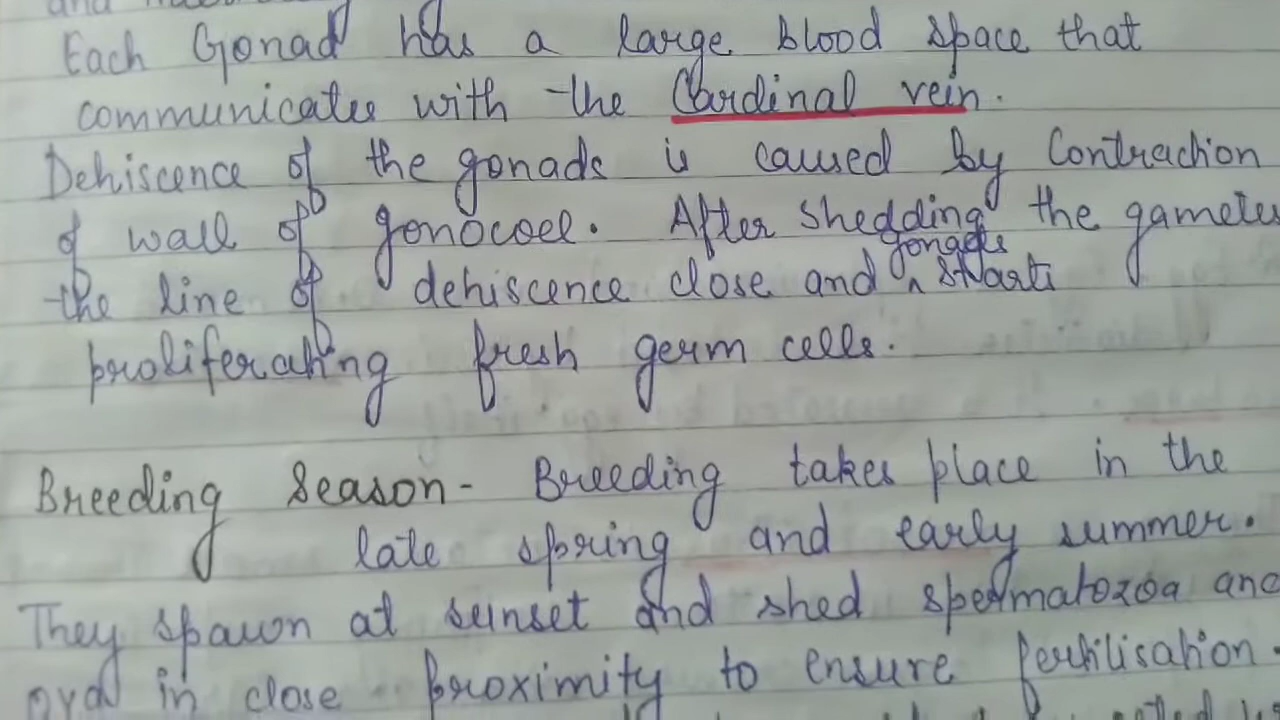 and
Each Gonad has a large blood space that
communicates with the Cardinal vein.
Dehiscence of the gonads is caused by Contraction
of wall of gonocoel. After shedding the gametes
gonads
the line of dehiscence close and ^ starts
proliferating fresh germ cells.
Breeding Season - Breeding takes place in the
late spring and early summer.
They spawn at sunset and shed spermatozoa and
ova in close proximity to ensure fertilisation.